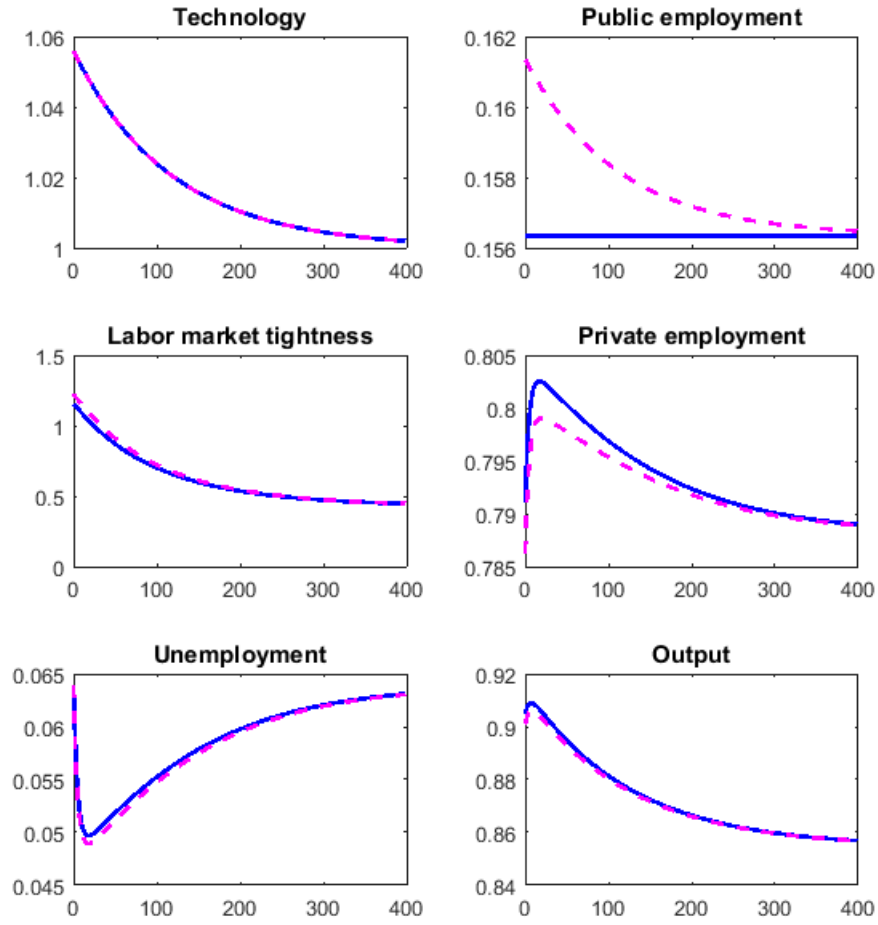 Technology
1.06
1.04
1.02
1
0 100 200 300 400
Public employment
0.162
0.16
0.158
0.156
0 100 200 300 400
Labor market tightness
1.5
1
0.5
0
0 100 200 300 400
Private employment
0.805
0.8
0.795
0.79
0.785
0 100 200 300 400
Unemployment
0.065
0.06
0.055
0.05
0.045
0 100 200 300 400
Output
0.92
0.9
0.88
0.86
0.84
0 100 200 300 400